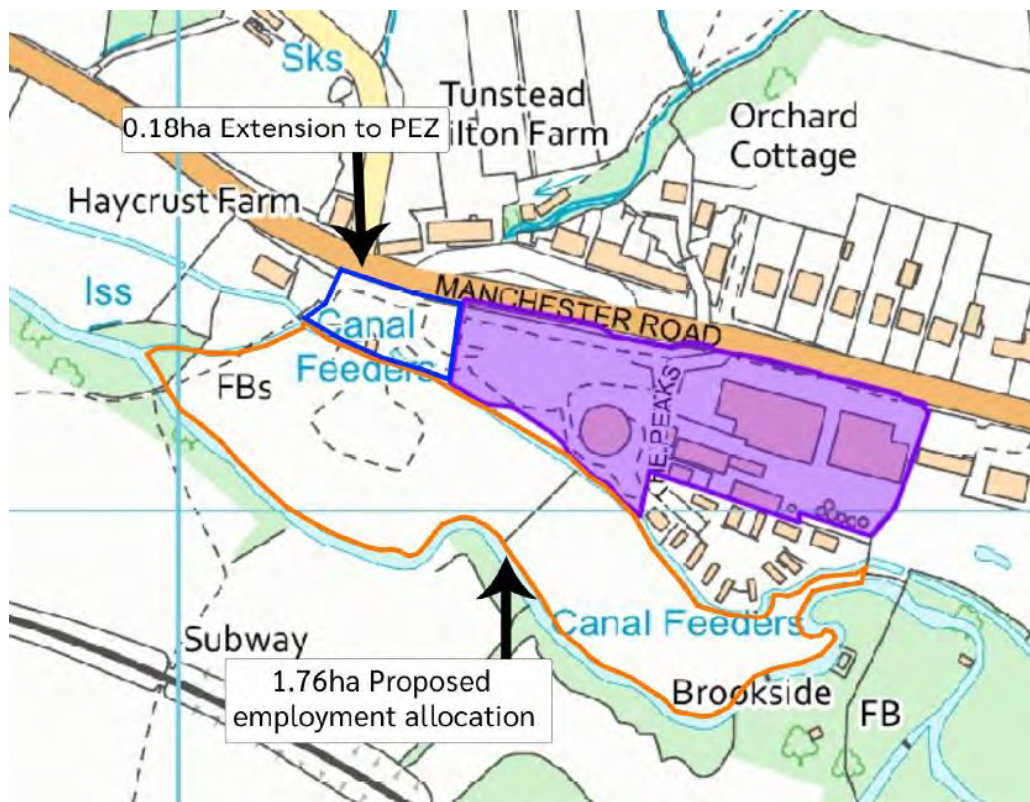 Sks
Tunstead
ilton Farm
0.18ha Extension to PEZ
Orchard
Cottage
Haycrust Farm
MANCHESTER ROAD
Iss
Canal
Feeders
FBs
PEAKS
Canal Feeders
Subway
1.76ha Proposed
employment allocation
Brookside
FB